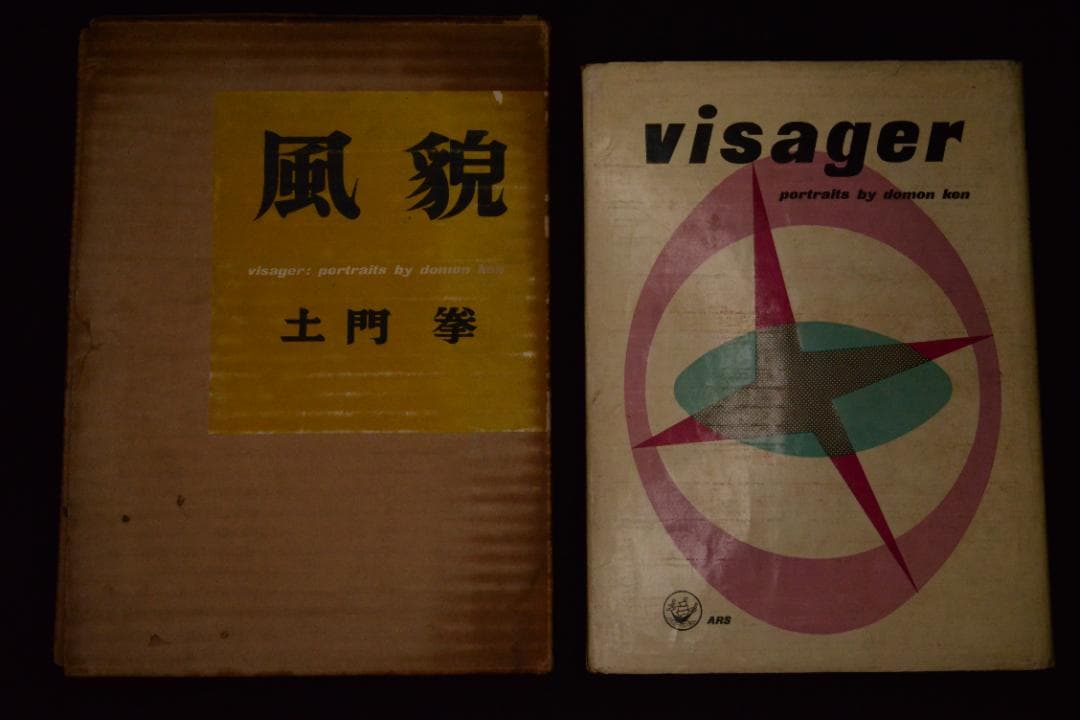 風貌
visager: portraits by domon ken
土門 拳
visager
portraits by domon ken
ARS